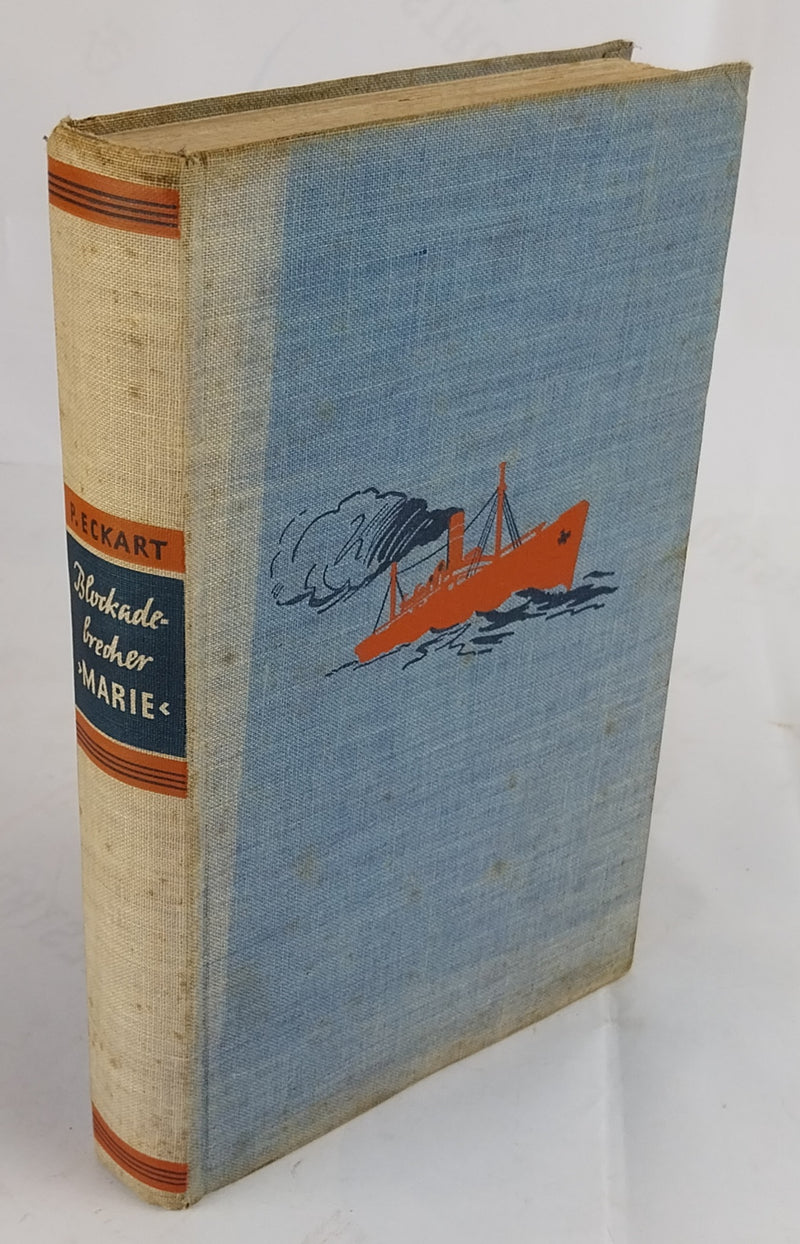 P. ECKART
Blockade-
brecher
›MARIE‹